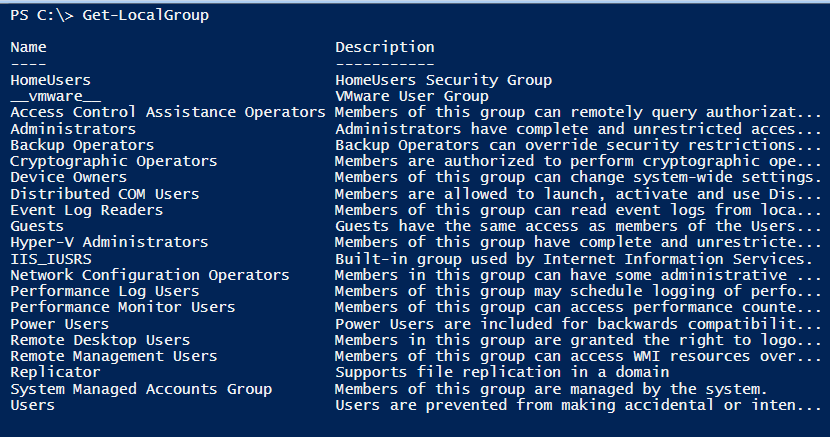 PS C:\> Get-LocalGroup
Name Description
---- -----------
HomeUsers HomeUsers Security Group
__vmware__ VMware User Group
Access Control Assistance Operators Members of this group can remotely query authorizat...
Administrators Administrators have complete and unrestricted acces...
Backup Operators Backup Operators can override security restrictions...
Cryptographic Operators Members are authorized to perform cryptographic ope...
Device Owners Members of this group can change system-wide settings.
Distributed COM Users Members are allowed to launch, activate and use Dis...
Event Log Readers Members of this group can read event logs from loca...
Guests Guests have the same access as members of the Users...
Hyper-V Administrators Members of this group have complete and unrestricte...
IIS_IUSRS Built-in group used by Internet Information Services.
Network Configuration Operators Members in this group can have some administrative ...
Performance Log Users Members of this group may schedule logging of perfo...
Performance Monitor Users Members of this group can access performance counte...
Power Users Power Users are included for backwards compatibilit...
Remote Desktop Users Members in this group are granted the right to logo...
Remote Management Users Members of this group can access WMI resources over...
Replicator Supports file replication in a domain
System Managed Accounts Group Members of this group are managed by the system.
Users Users are prevented from making accidental or inten...